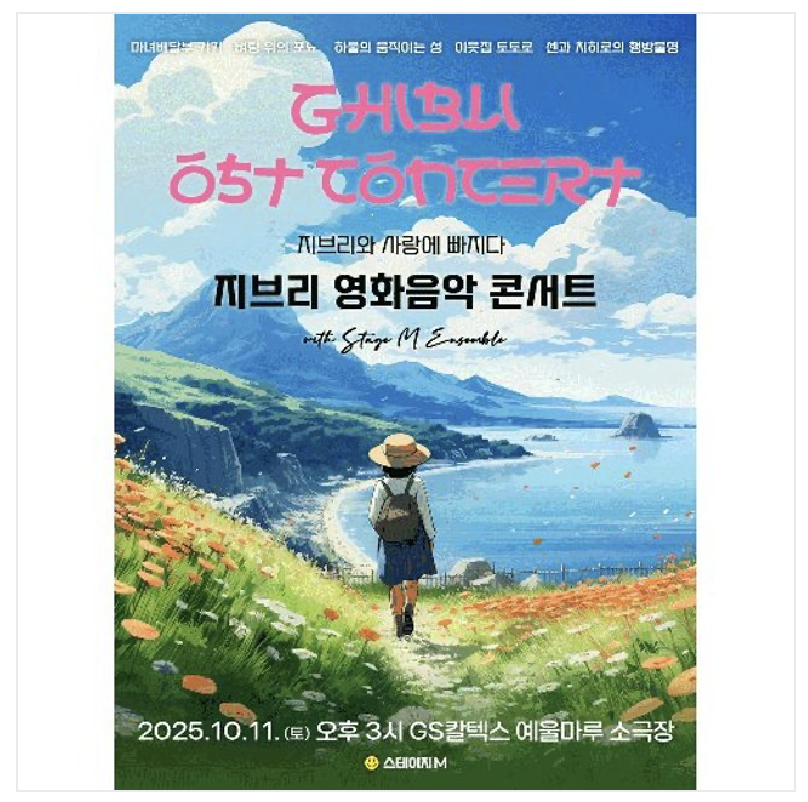 마녀배달부 키키 벼랑 위의 포뇨 하울의 움직이는 성 이웃집 토토로 센과 치히로의 행방불명
GHIBLI
OST CONCERT
지브리와 사랑에 빠지다
지브리 영화음악 콘서트
with Stage M Ensemble
2025.10.11.(토) 오후 3시 GS칼텍스 예울마루 소극장
스테이지M